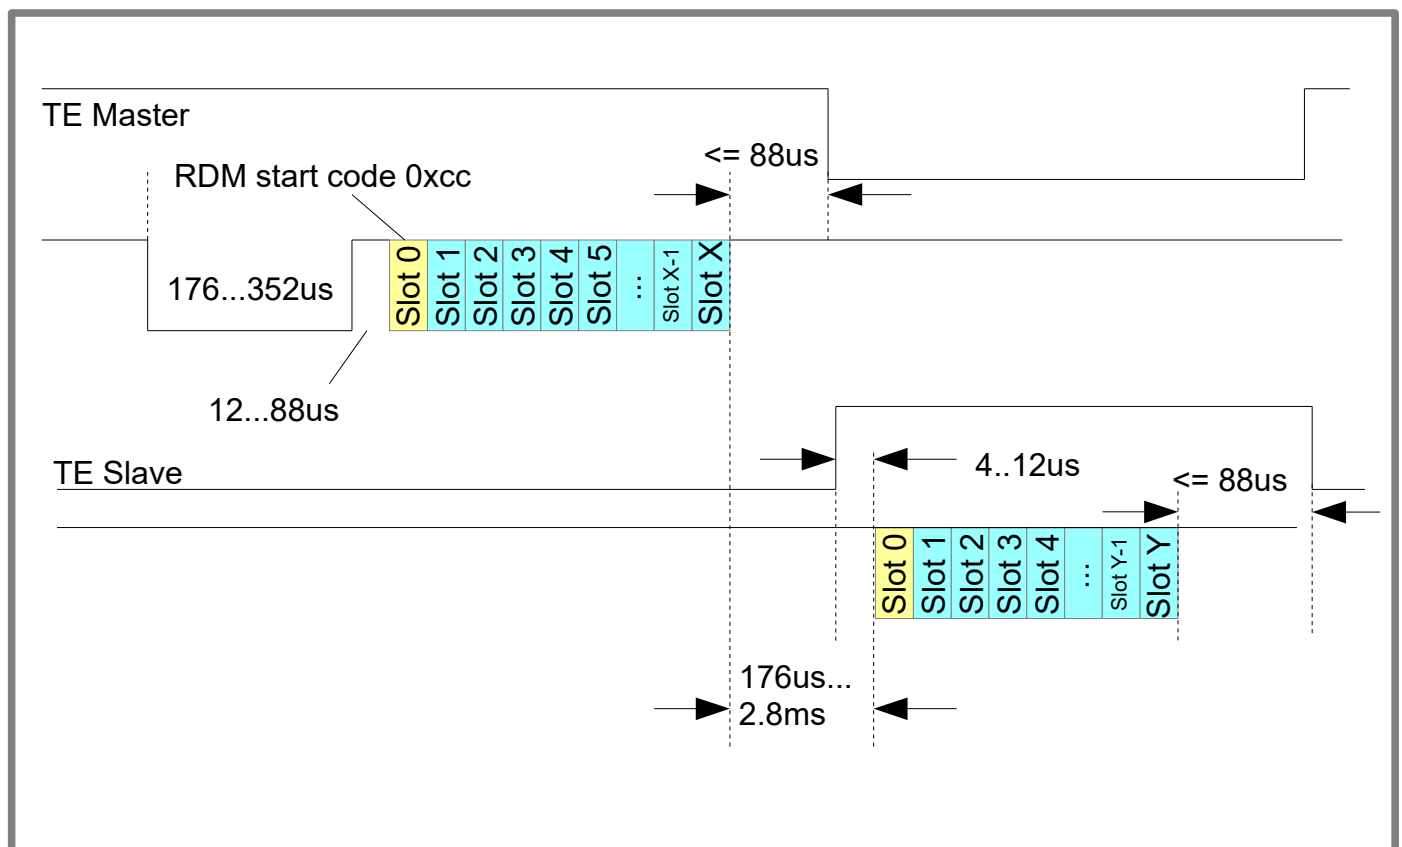 TE Master
<= 88us
RDM start code 0xcc
Slot 0
Slot 1
Slot 2
Slot 3
Slot 4
Slot 5
...
Slot X-1
Slot X
176...352us
12...88us
TE Slave
4..12us
<= 88us
Slot 0
Slot 1
Slot 2
Slot 3
Slot 4
...
Slot Y-1
Slot Y
176us...
2.8ms